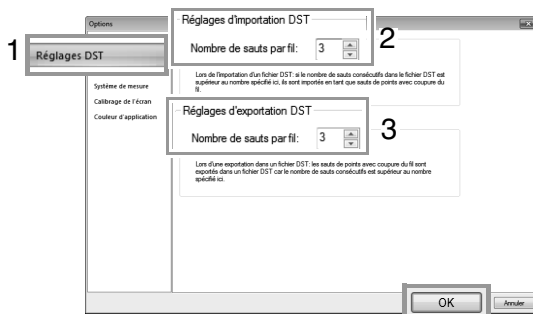 Options
1
Réglages DST
Système de mesure
Calibrage de l'écran
Couleur d'application
Réglages d'importation DST
2
Nombre de sauts par fil: 3
Lors de l'importation d'un fichier DST: si le nombre de sauts consécutifs dans le fichier DST est
supérieur au nombre spécifié ici, ils sont importés en tant que sauts de points avec coupure du
fil.
Réglages d'exportation DST
3
Nombre de sauts par fil: 3
Lors d'une exportation dans un fichier DST: les sauts de points avec coupure du fil sont
exportés dans un fichier DST car le nombre de sauts consécutifs est supérieur au nombre
spécifié ici.
OK
Annuler